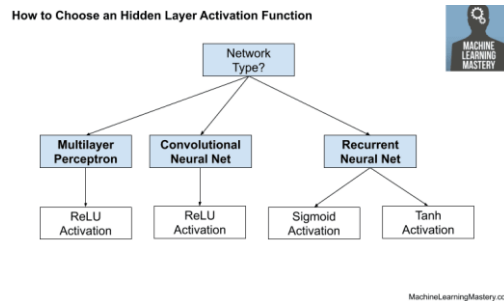 How to Choose an Hidden Layer Activation Function
MACHINE
LEARNING
MASTERY
Network
Type?
Multilayer
Perceptron
Convolutional
Neural Net
Recurrent
Neural Net
ReLU
Activation
ReLU
Activation
Sigmoid
Activation
Tanh
Activation
MachineLearningMastery.co